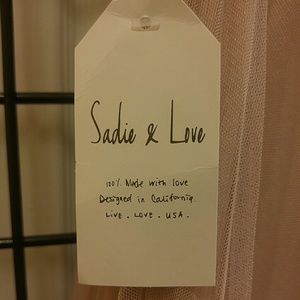 Sadie & Love
100% Made with love
Designed in California
LIVE . LOVE . USA .